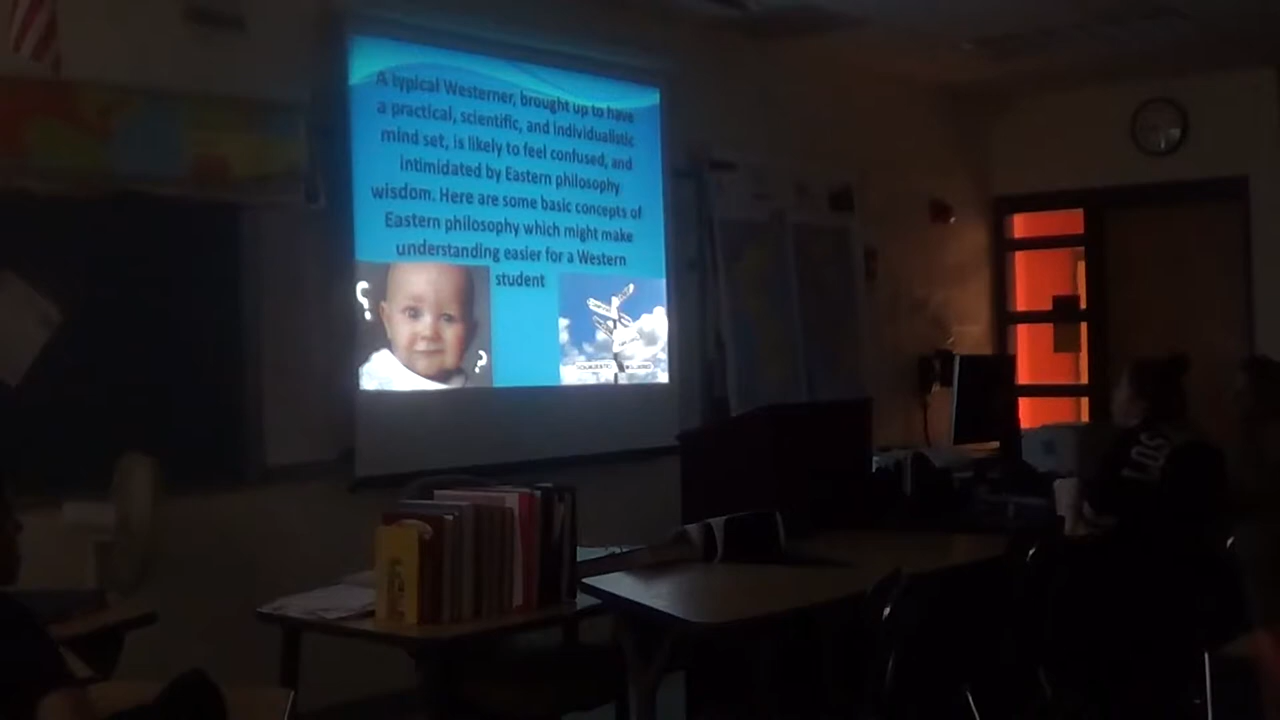 A typical Westerner, brought up to have
a practical, scientific, and individualistic
mind set, is likely to feel confused, and
intimidated by Eastern philosophy
wisdom. Here are some basic concepts of
Eastern philosophy which might make
understanding easier for a Western
student
?
?